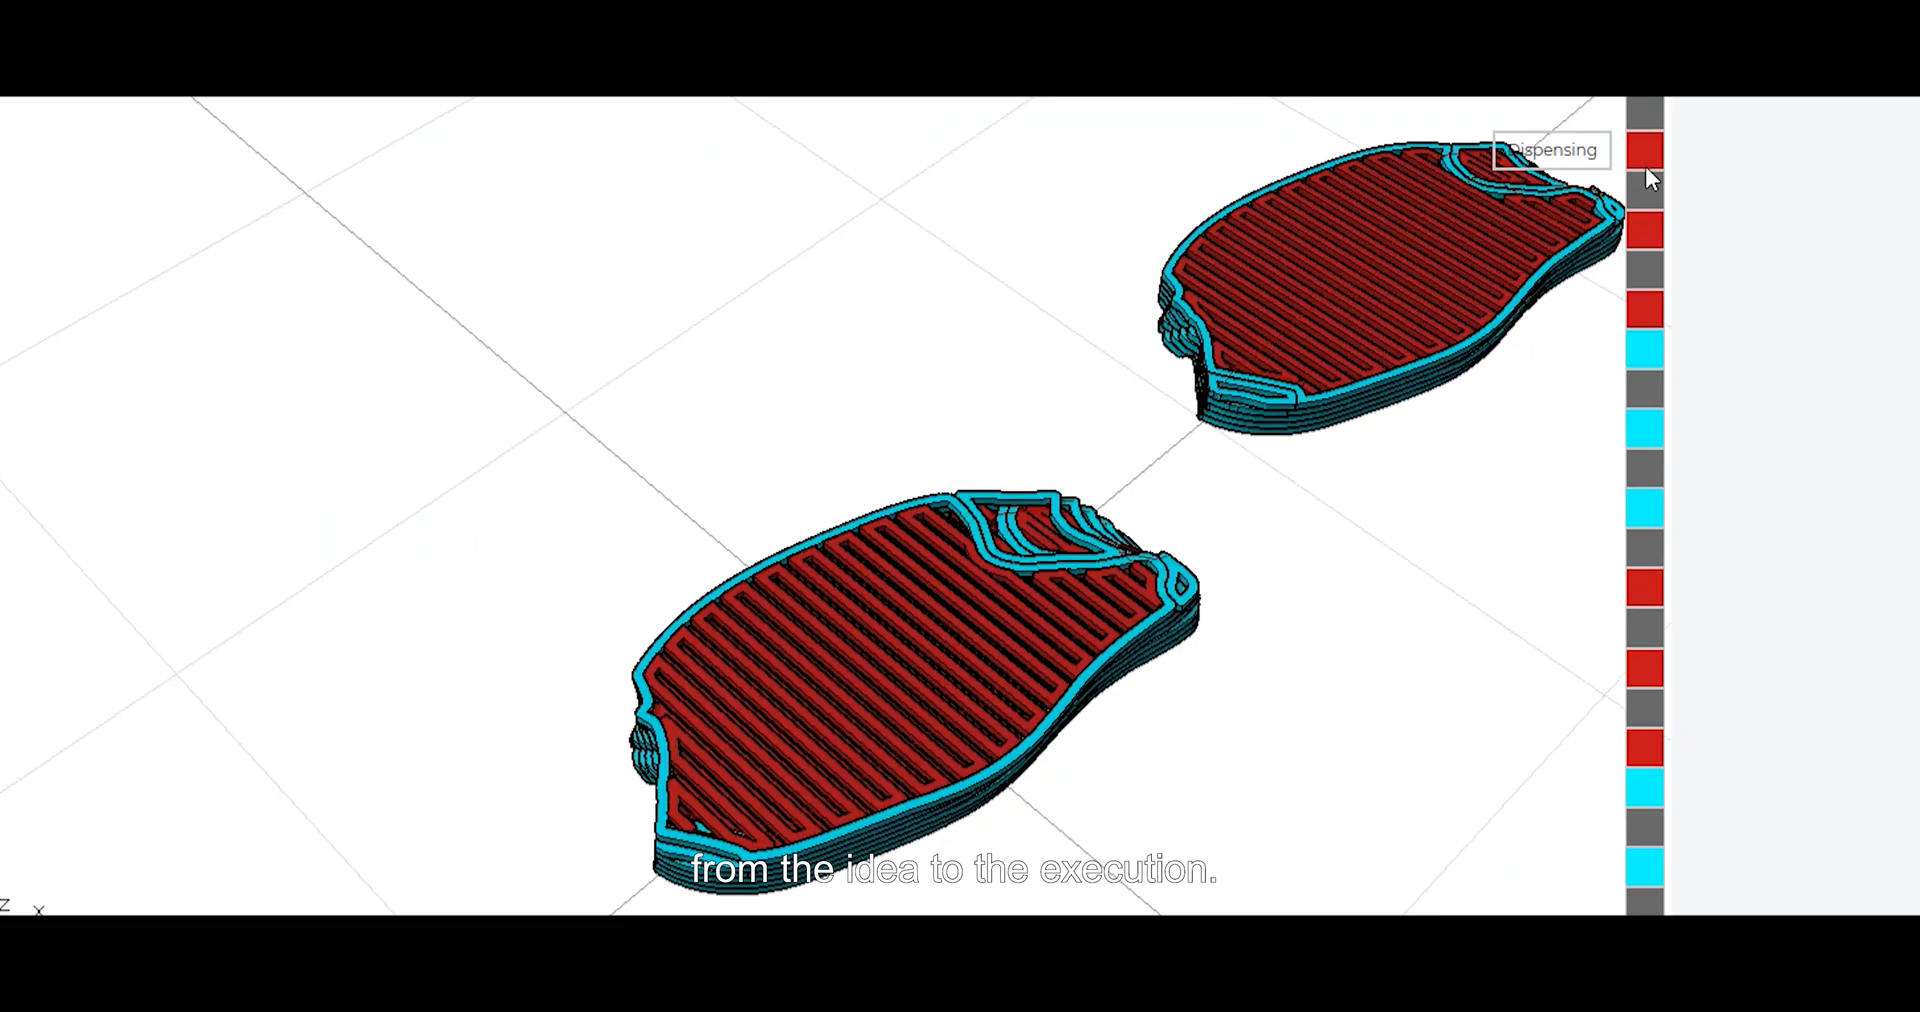 Dispensing
from the idea to the execution.
Z
X